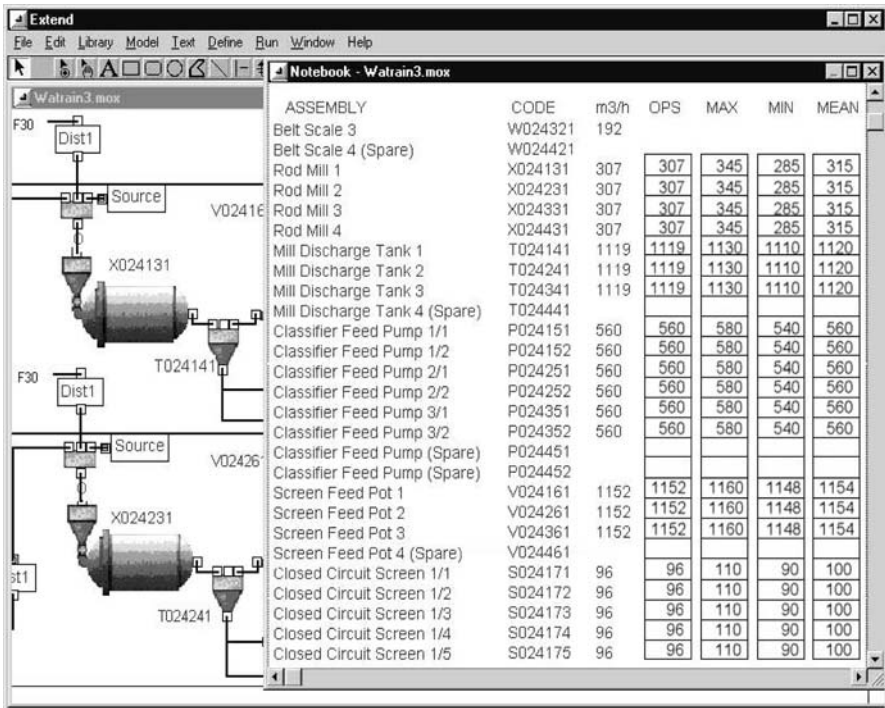 Extend
File Edit Library Model Text Define Run Window Help
Watrain3.mox
F30
Dist1
Source
X024131
T024141
F30
Dist1
Source
X024231
st1
T024241
Notebook - Watrain3.mox
ASSEMBLY CODE m3/h OPS MAX MIN MEAN
Belt Scale 3 W024321 192
Belt Scale 4 (Spare) W024421
Rod Mill 1 X024131 307 307 345 285 315
Rod Mill 2 X024231 307 307 345 285 315
Rod Mill 3 X024331 307 307 345 285 315
Rod Mill 4 X024431 307 307 345 285 315
Mill Discharge Tank 1 T024141 1119 1119 1130 1110 1120
Mill Discharge Tank 2 T024241 1119 1119 1130 1110 1120
Mill Discharge Tank 3 T024341 1119 1119 1130 1110 1120
Mill Discharge Tank 4 (Spare) T024441
Classifier Feed Pump 1/1 P024151 560 560 580 540 560
Classifier Feed Pump 1/2 P024152 560 560 580 540 560
Classifier Feed Pump 2/1 P024251 560 560 580 540 560
Classifier Feed Pump 2/2 P024252 560 560 580 540 560
Classifier Feed Pump 3/1 P024351 560 560 580 540 560
Classifier Feed Pump 3/2 P024352 560 560 580 540 560
Classifier Feed Pump (Spare) P024451
Classifier Feed Pump (Spare) P024452
Screen Feed Pot 1 V024161 1152 1152 1160 1148 1154
Screen Feed Pot 2 V024261 1152 1152 1160 1148 1154
Screen Feed Pot 3 V024361 1152 1152 1160 1148 1154
Screen Feed Pot 4 (Spare) V024461
Closed Circuit Screen 1/1 S024171 96 96 110 90 100
Closed Circuit Screen 1/2 S024172 96 96 110 90 100
Closed Circuit Screen 1/3 S024173 96 96 110 90 100
Closed Circuit Screen 1/4 S024174 96 96 110 90 100
Closed Circuit Screen 1/5 S024175 96 96 110 90 100